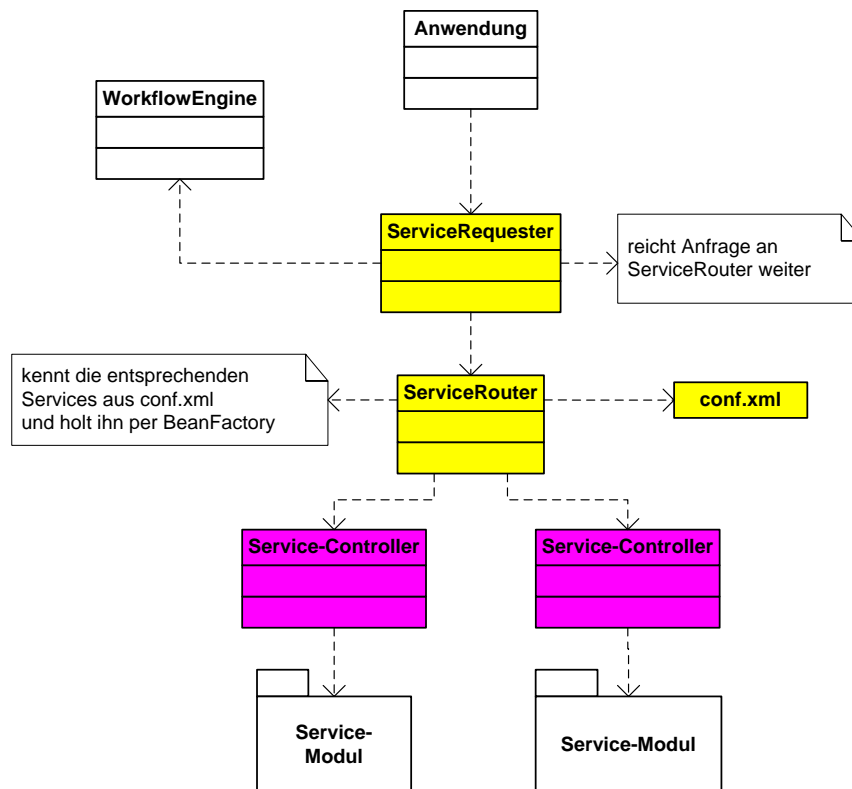 Anwendung
WorkflowEngine
ServiceRequester
reicht Anfrage an
ServiceRouter weiter
kennt die entsprechenden
Services aus conf.xml
und holt ihn per BeanFactory
ServiceRouter
conf.xml
Service-Controller
Service-Controller
Service-
Modul
Service-Modul